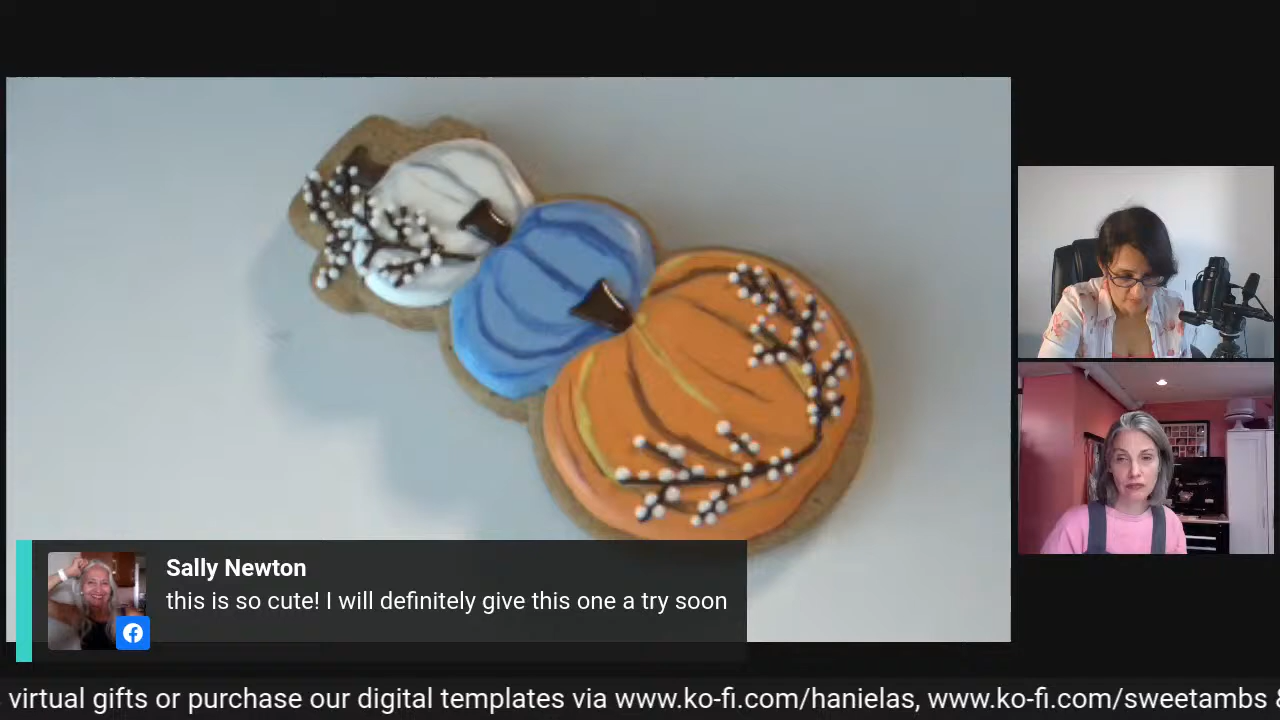 Sally Newton
this is so cute! I will definitely give this one a try soon
virtual gifts or purchase our digital templates via www.ko-fi.com/hanielas, www.ko-fi.com/sweetambs &